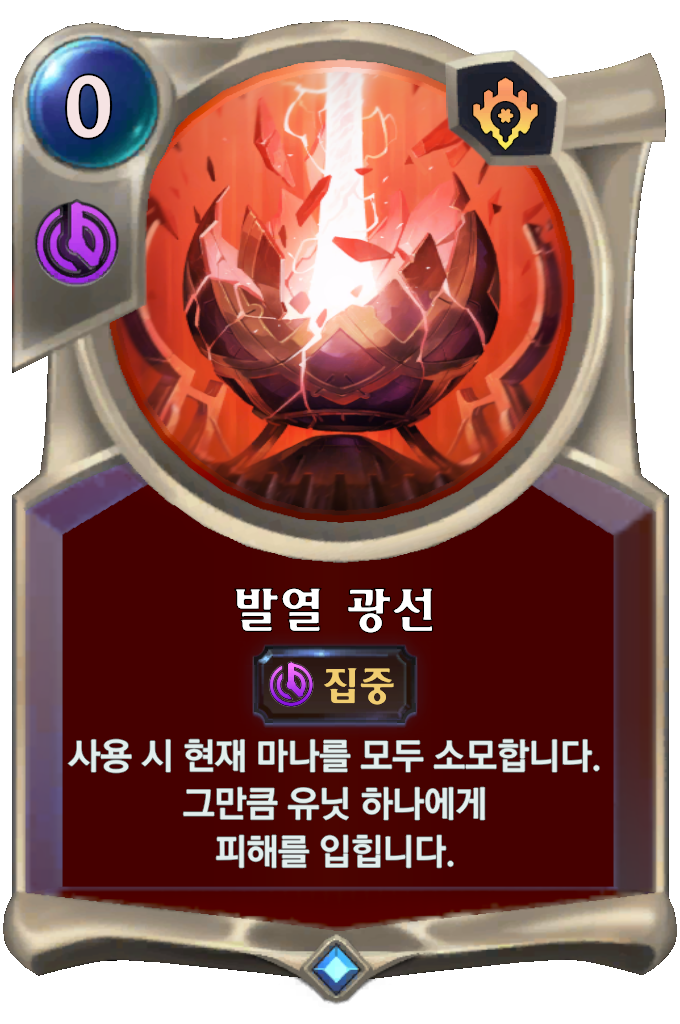 0
발열 광선
집중
사용 시 현재 마나를 모두 소모합니다.
그만큼 유닛 하나에게
피해를 입힙니다.